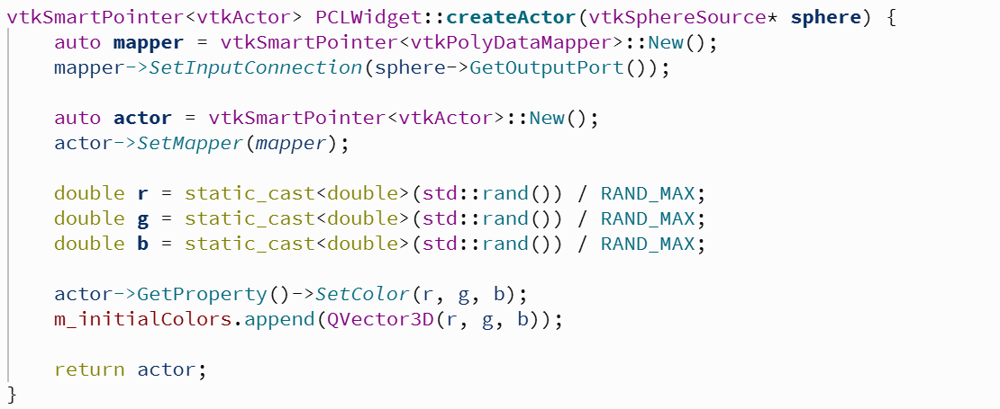 vtkSmartPointer<vtkActor> PCLWidget::createActor(vtkSphereSource* sphere) {
    auto mapper = vtkSmartPointer<vtkPolyDataMapper>::New();
    mapper->SetInputConnection(sphere->GetOutputPort());

    auto actor = vtkSmartPointer<vtkActor>::New();
    actor->SetMapper(mapper);

    double r = static_cast<double>(std::rand()) / RAND_MAX;
    double g = static_cast<double>(std::rand()) / RAND_MAX;
    double b = static_cast<double>(std::rand()) / RAND_MAX;

    actor->GetProperty()->SetColor(r, g, b);
    m_initialColors.append(QVector3D(r, g, b));

    return actor;
}